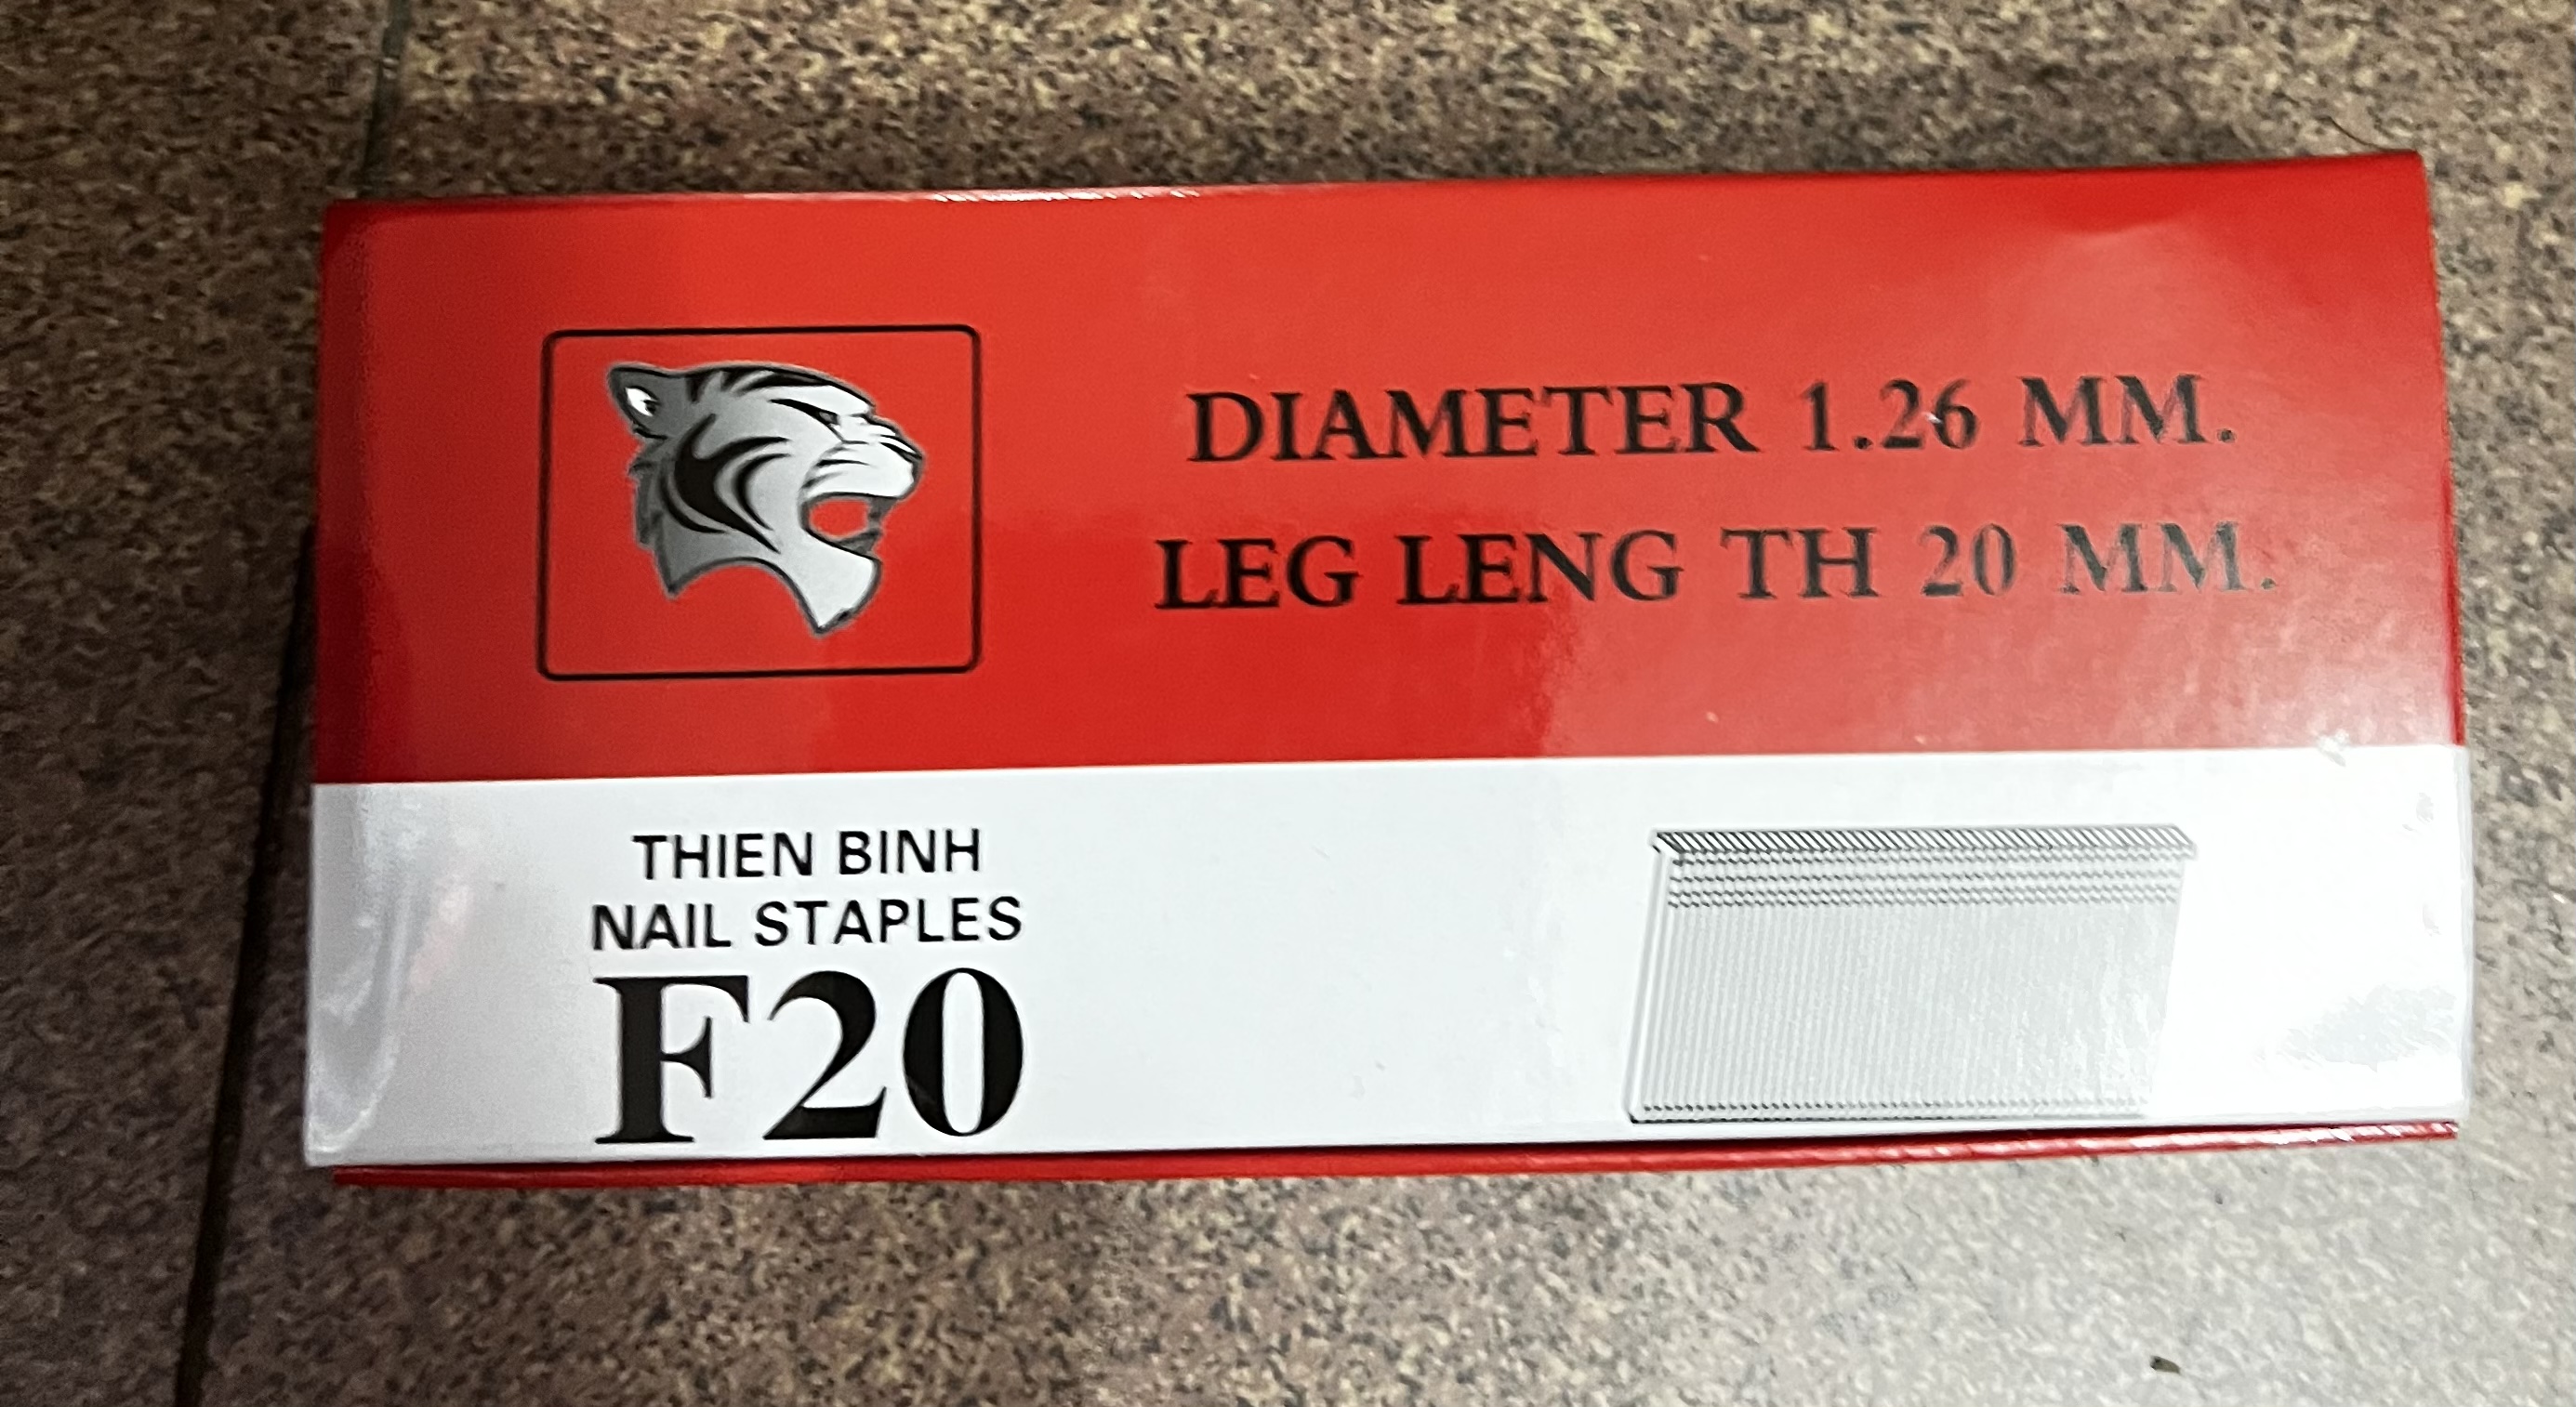 DIAMETER 1.26 MM.
LEG LENG TH 20 MM.
THIEN BINH
NAIL STAPLES
F20